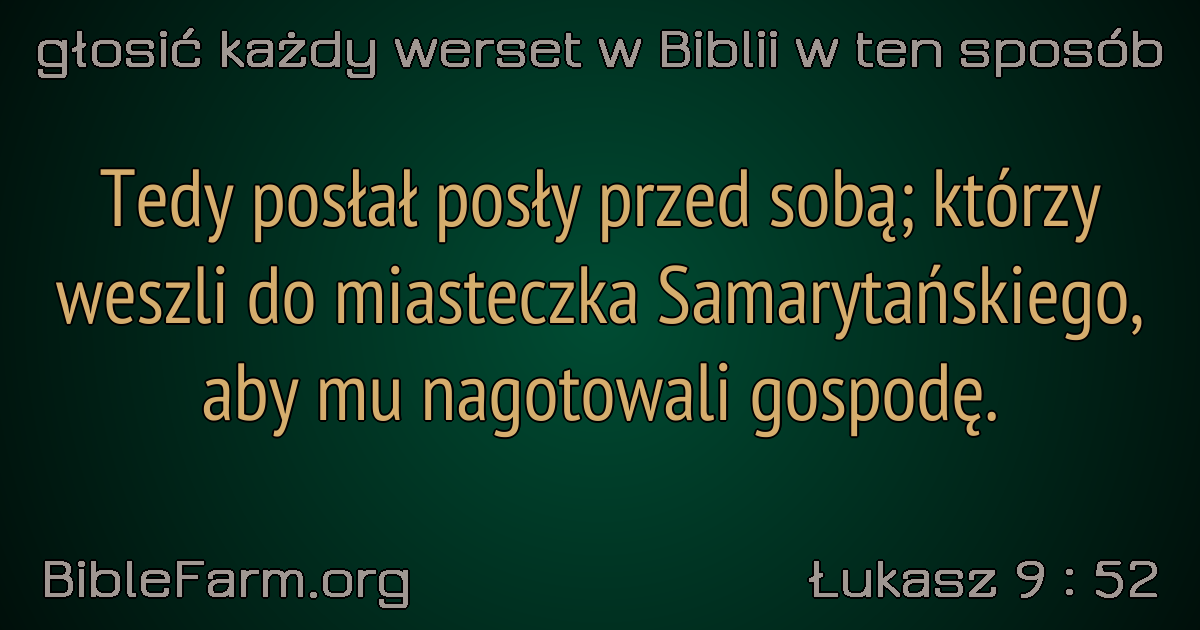 głosić każdy werset w Biblii w ten sposób
Tedy posłał posły przed sobą; którzy
weszli do miasteczka Samarytańskiego,
aby mu nagotowali gospodę.
BibleFarm.org
Łukasz 9 : 52